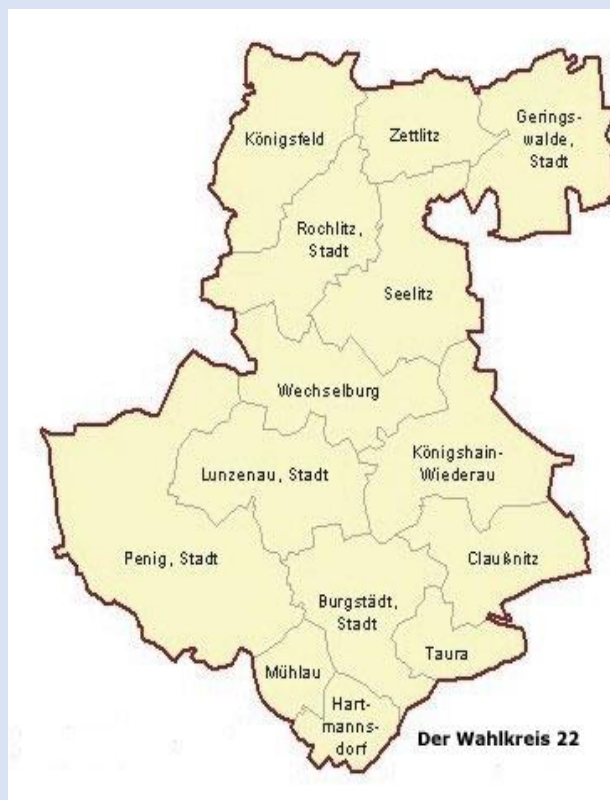 Gerings-
walde,
Stadt
Königsfeld
Zettlitz
Rochlitz,
Stadt
Seelitz
Wechselburg
Königshain-
Wiederau
Lunzenau, Stadt
Penig, Stadt
Claußnitz
Burgstädt,
Stadt
Taura
Mühlau
Hart-
manns-
dorf
Der Wahlkreis 22